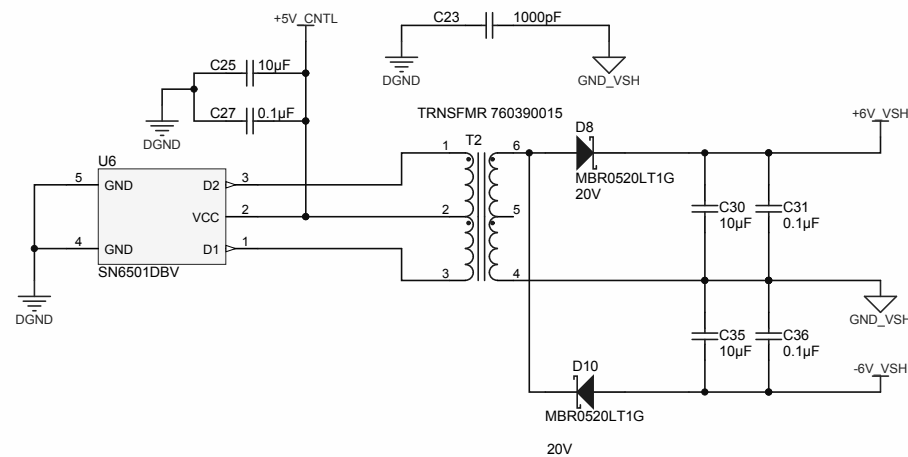 +5V_CNTL
C23 1000pF
C25 10µF
DGND
GND_VSH
C27 0.1µF
DGND
TRNSFMR 760390015
T2
D8
+6V_VSH
U6
1
6
MBR0520LT1G
20V
5 GND D2 3
VCC 2
2
5
C30
10µF
C31
0.1µF
4 GND D1 1
3
4
SN6501DBV
DGND
GND_VSH
C35
10µF
C36
0.1µF
D10
-6V_VSH
MBR0520LT1G
20V